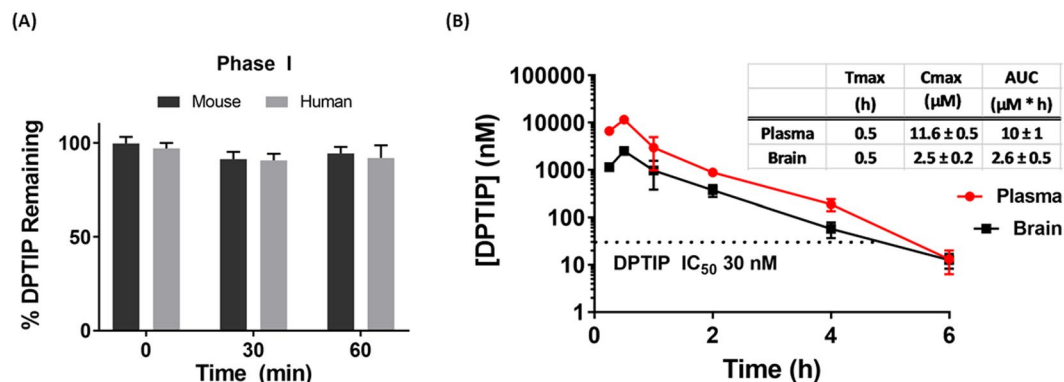 (A)
Phase I
Mouse Human
% DPTIP Remaining
100
50
0
0 30 60
Time (min)
(B)
[DPTIP] (nM)
100000
10000
1000
100
10
1
Tmax Cmax AUC
(h) (µM) (µM * h)
Plasma 0.5 11.6 ± 0.5 10 ± 1
Brain 0.5 2.5 ± 0.2 2.6 ± 0.5
Plasma
Brain
DPTIP IC50 30 nM
0 2 4 6
Time (h)